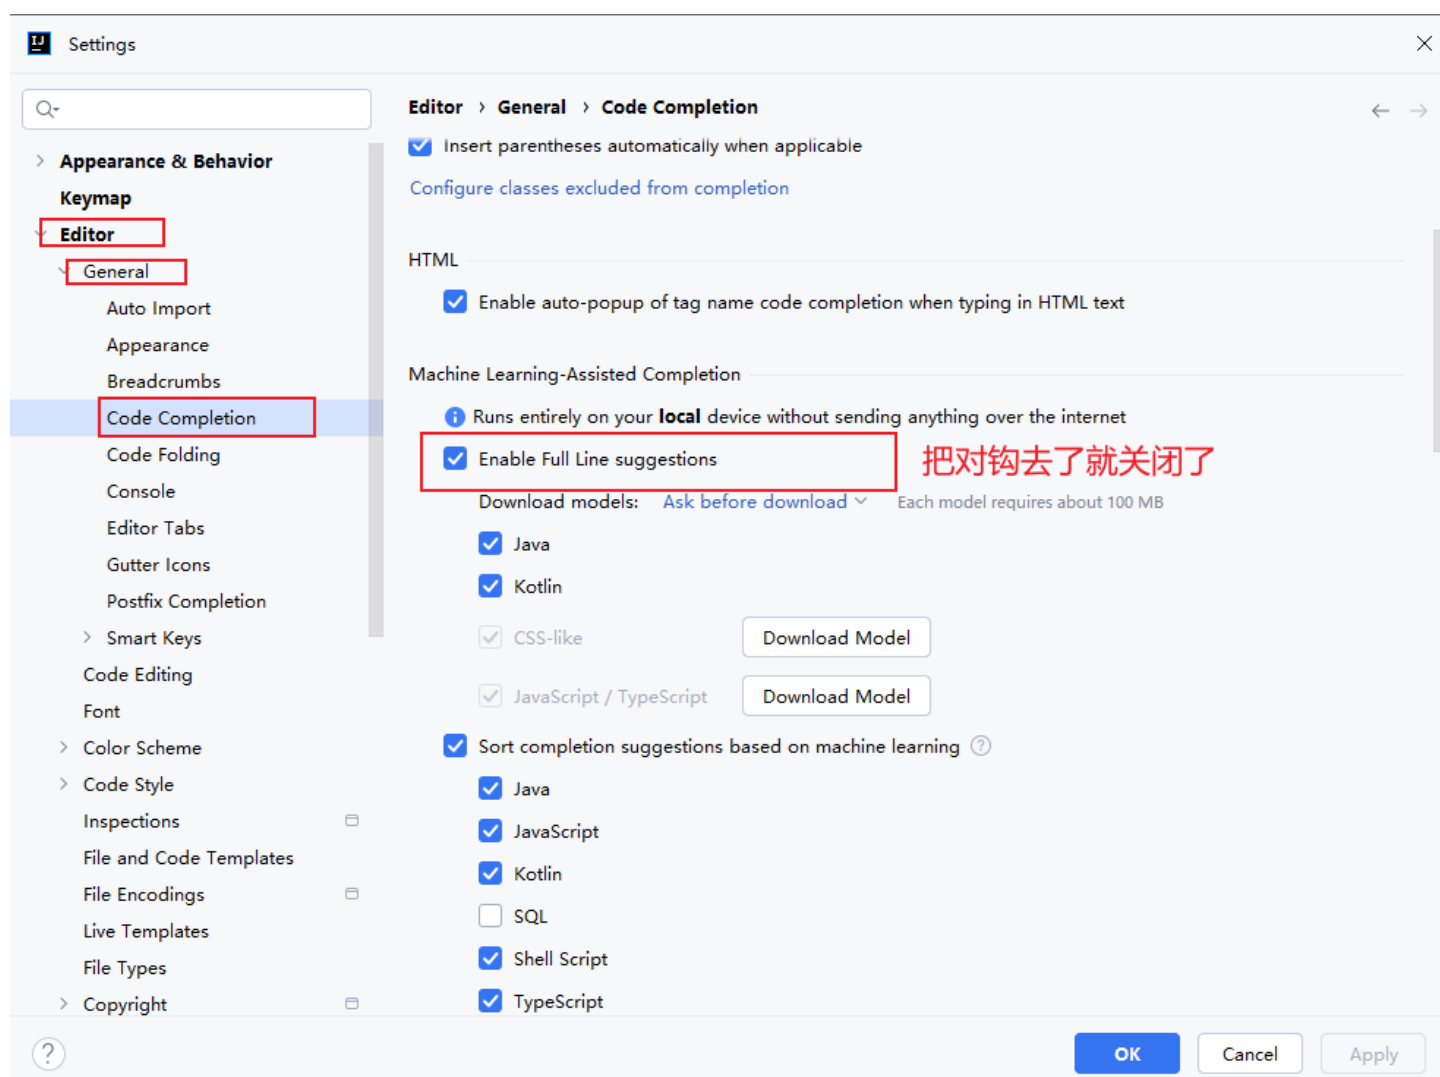 Settings
Appearance & Behavior
Keymap
Editor
General
Auto Import
Appearance
Breadcrumbs
Code Completion
Code Folding
Console
Editor Tabs
Gutter Icons
Postfix Completion
Smart Keys
Code Editing
Font
Color Scheme
Code Style
Inspections
File and Code Templates
File Encodings
Live Templates
File Types
Copyright
Editor › General › Code Completion
Insert parentheses automatically when applicable
Configure classes excluded from completion
HTML
Enable auto-popup of tag name code completion when typing in HTML text
Machine Learning-Assisted Completion
Runs entirely on your local device without sending anything over the internet
Enable Full Line suggestions 把对钩去了就关闭了
Download models: Ask before download Each model requires about 100 MB
Java
Kotlin
CSS-like Download Model
JavaScript / TypeScript Download Model
Sort completion suggestions based on machine learning ?
Java
JavaScript
Kotlin
SQL
Shell Script
TypeScript
? OK Cancel Apply